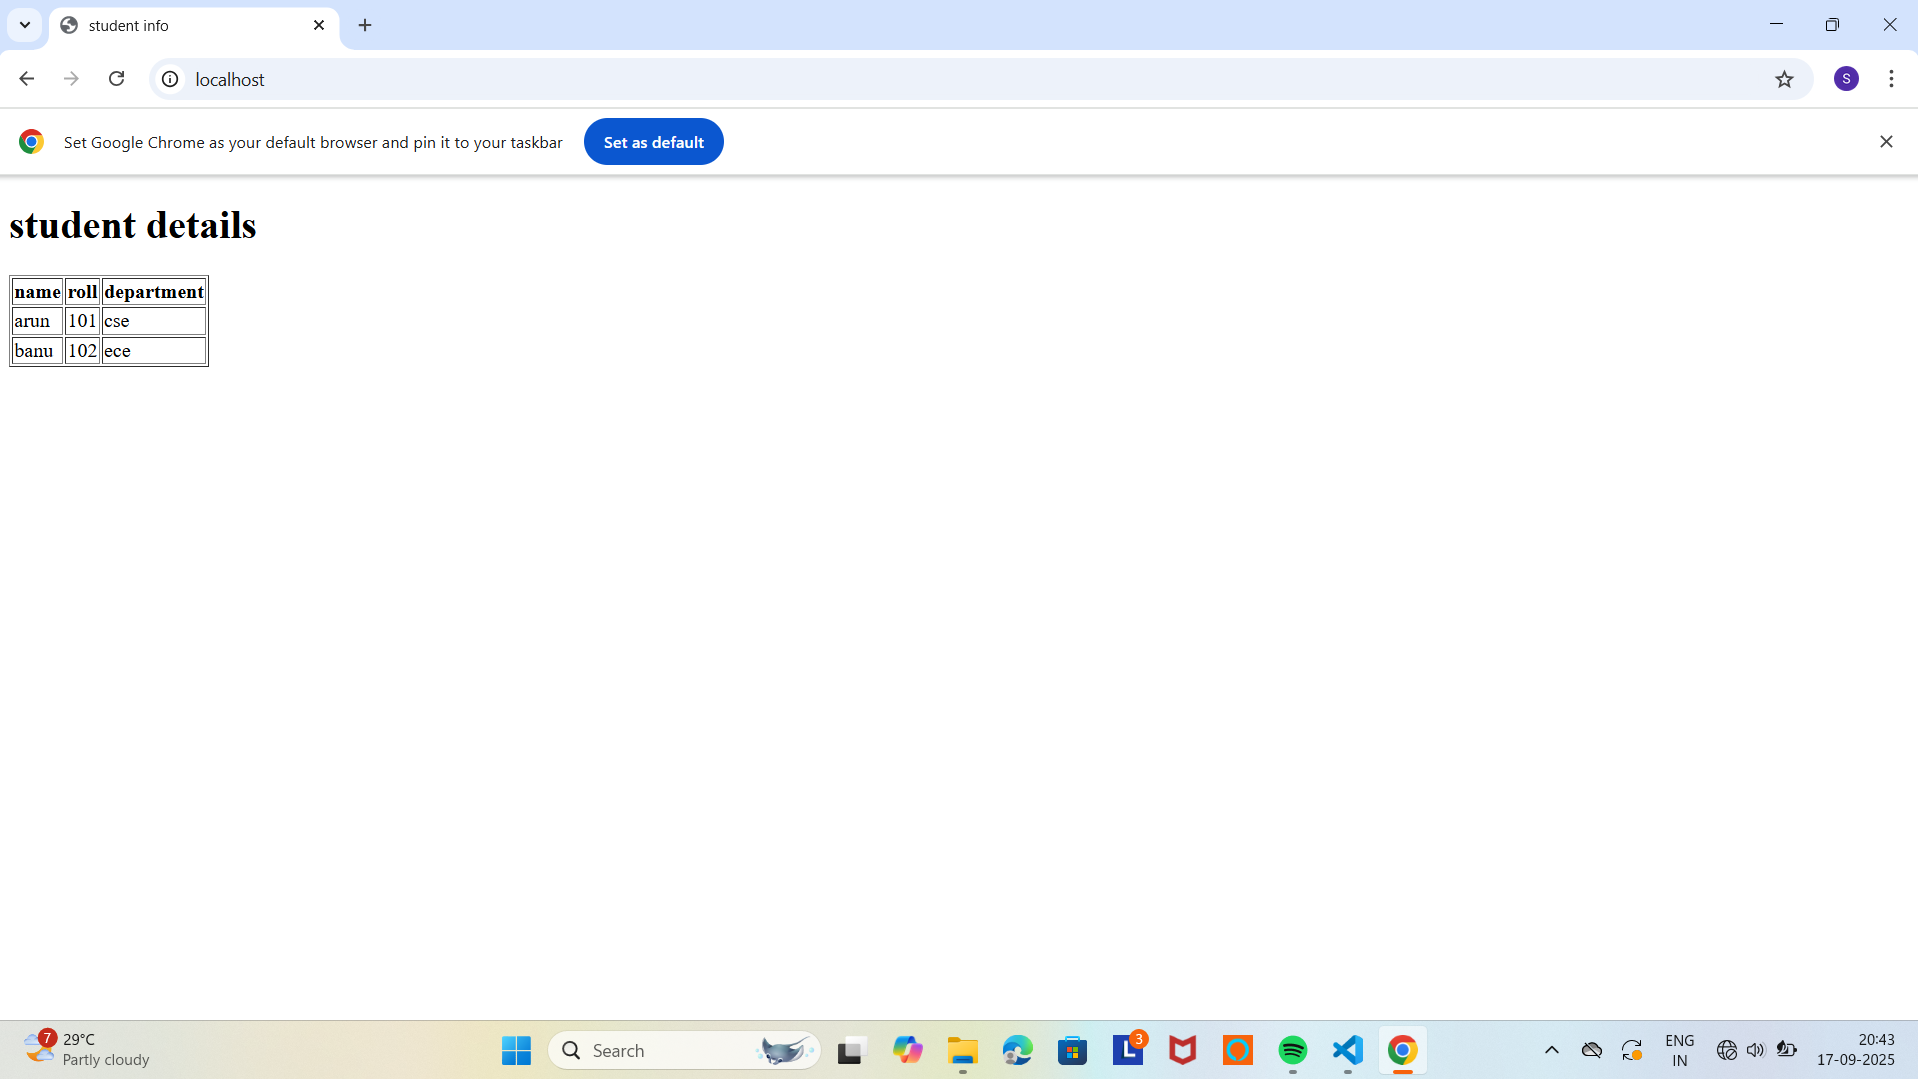 student info
localhost
S
Set Google Chrome as your default browser and pin it to your taskbar
Set as default
student details
name roll department
arun 101 cse
banu 102 ece
7
29°C
Partly cloudy
Search
L
3
ENG
IN
20:43
17-09-2025